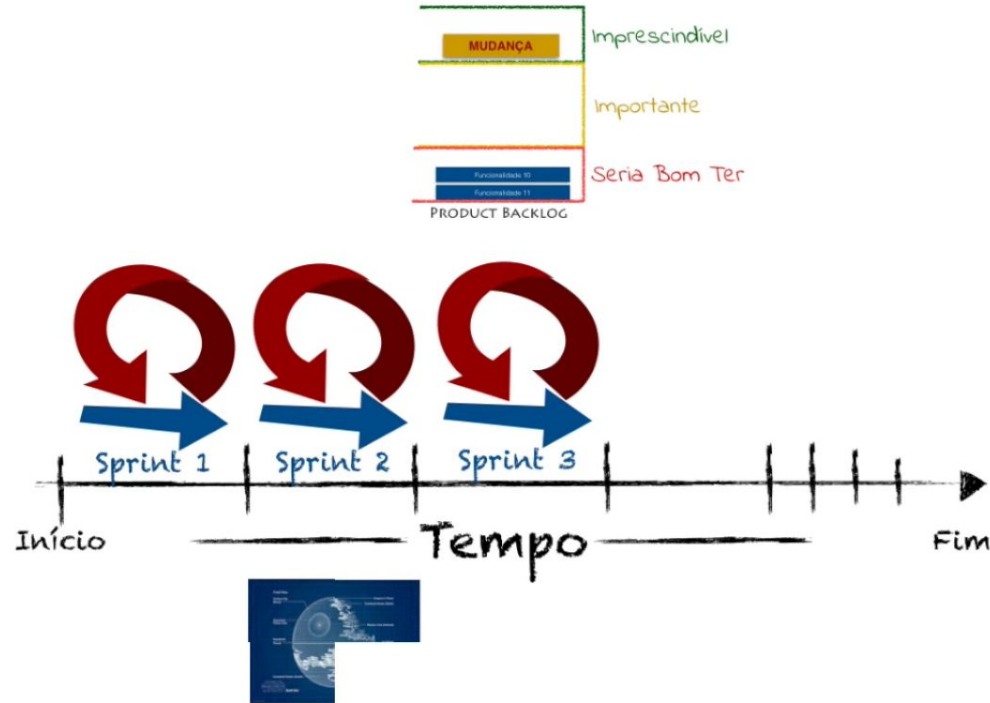 MUDANÇA
Imprescindível
Importante
Funcionalidade 10
Seria Bom Ter
Funcionalidade 11
PRODUCT BACKLOG
Sprint 1
Sprint 2
Sprint 3
Início
Tempo
Fim